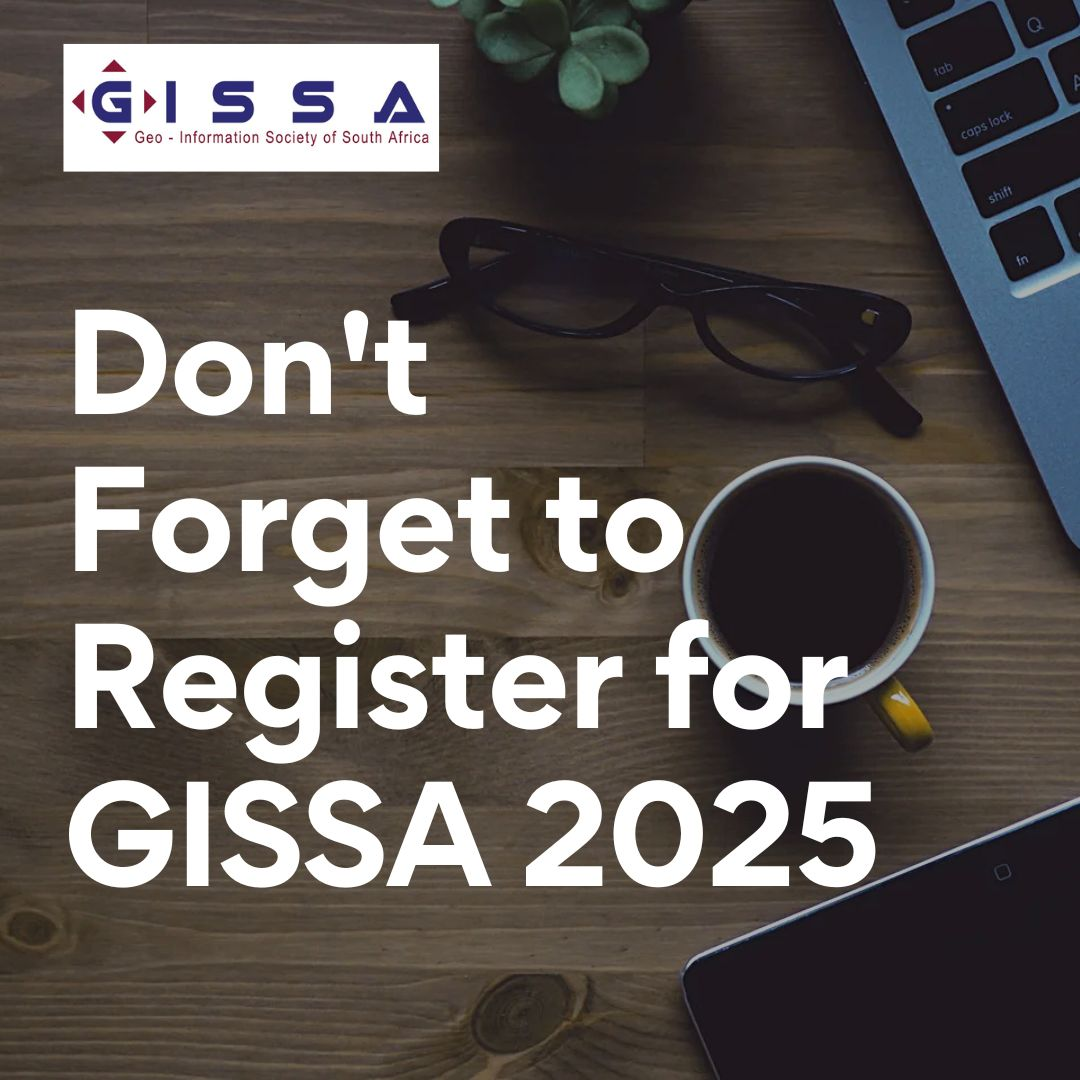 GISSA
Geo - Information Society of South Africa
Don't
Forget to
Register for
GISSA 2025
Q
tab
A
caps lock
shift
fn